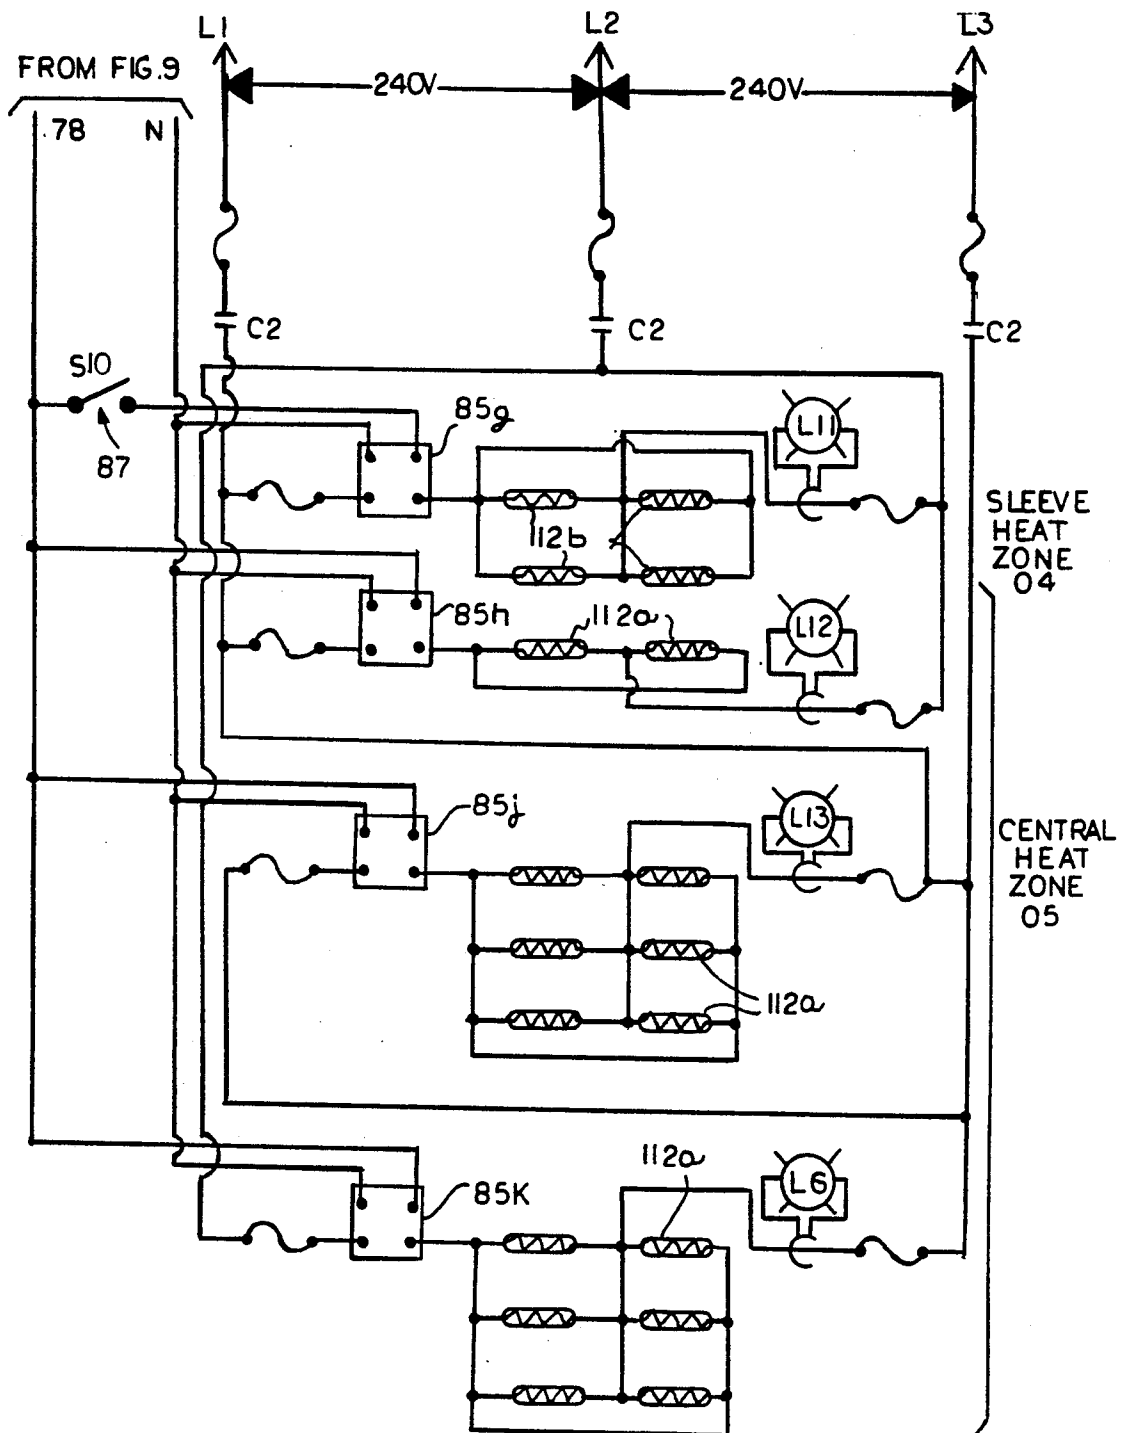 L1
L2
L3
FROM FIG.9
240V
240V
78
N
C2
C2
C2
S10
87
85g
L11
SLEEVE
HEAT
ZONE
04
112b
85h
112a
L12
85j
L13
CENTRAL
HEAT
ZONE
05
112a
112a
L6
85K